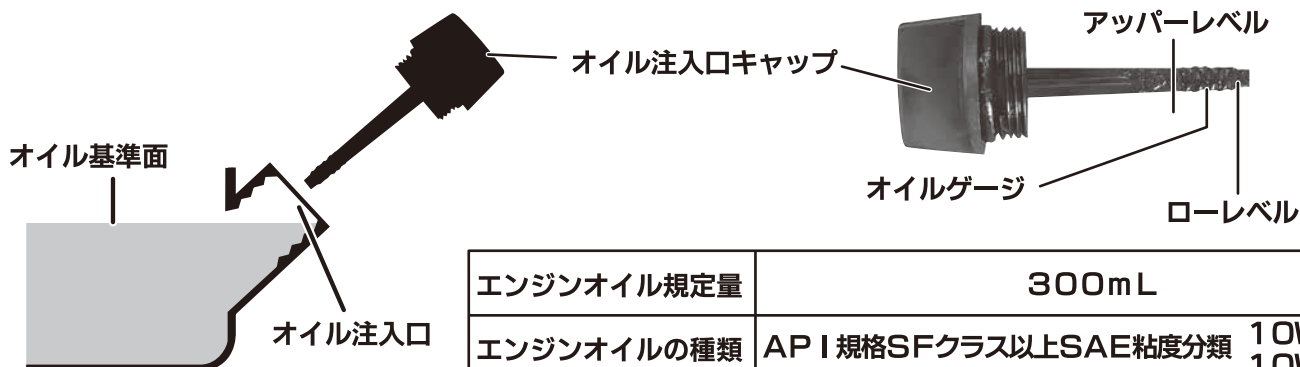 アッパーレベル
オイル注入口キャップ
オイル基準面
オイルゲージ
ローレベル
オイル注入口
エンジンオイル規定量 300mL
エンジンオイルの種類 API規格SFクラス以上SAE粘度分類